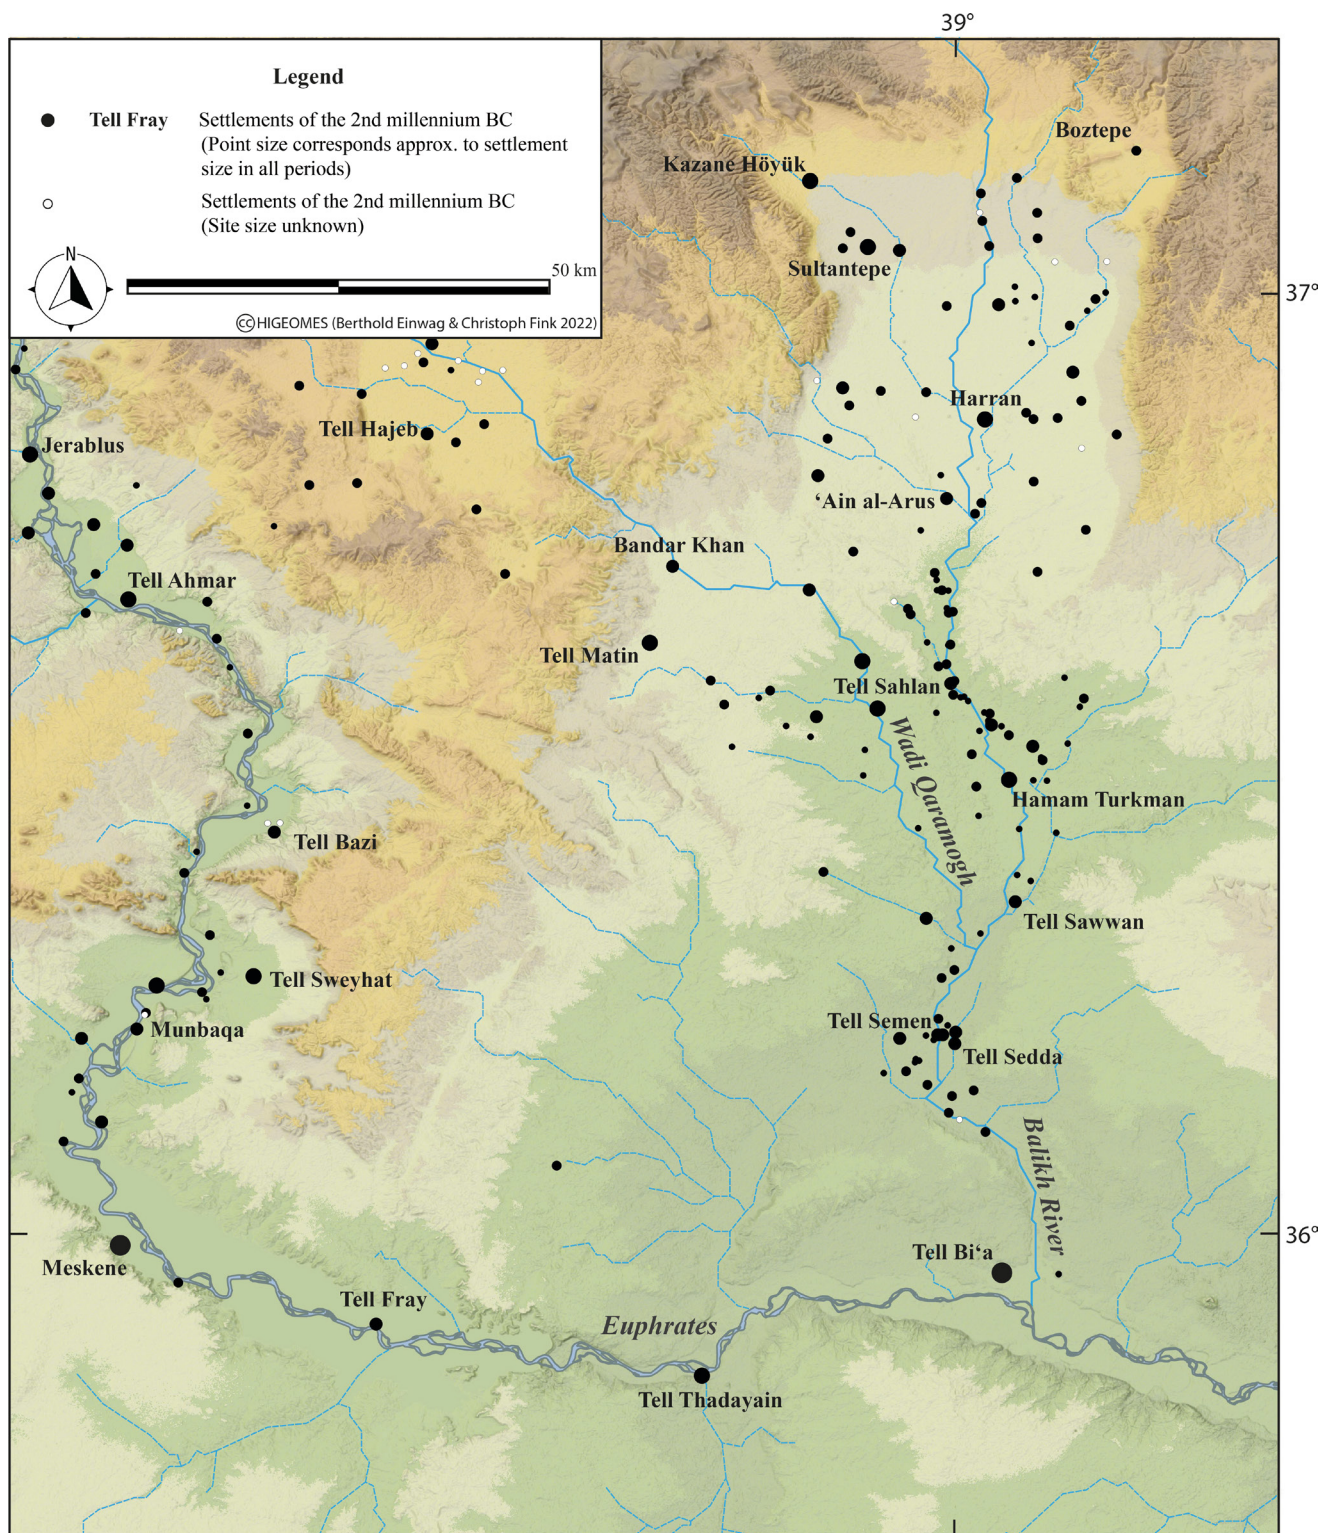 39°
Legend
Tell Fray
Settlements of the 2nd millennium BC
(Point size corresponds approx. to settlement
size in all periods)
Settlements of the 2nd millennium BC
(Site size unknown)
N
50 km
cc HIGEOMES (Berthold Einwag & Christoph Fink 2022)
Boztepe
Kazane Höyük
Sultantepe
37°
Harran
Tell Hajeb
Jerablus
‘Ain al-Arus
Bandar Khan
Tell Ahmar
Tell Matin
Tell Sahlan
Wadi Qaramogh
Hamam Turkman
Tell Bazi
Tell Sawwan
Tell Sweyhat
Munbaqa
Tell Semen
Tell Sedda
Balikh River
36°
Tell Bi‘a
Meskene
Tell Fray
Euphrates
Tell Thadayain